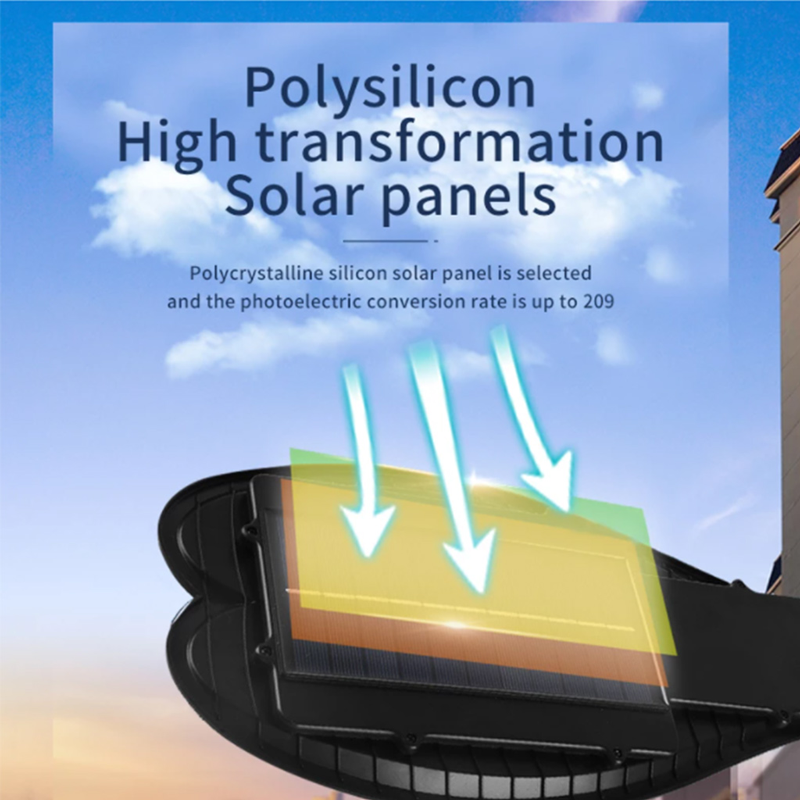 Polysilicon
High transformation
Solar panels
Polycrystalline silicon solar panel is selected
and the photoelectric conversion rate is up to 209